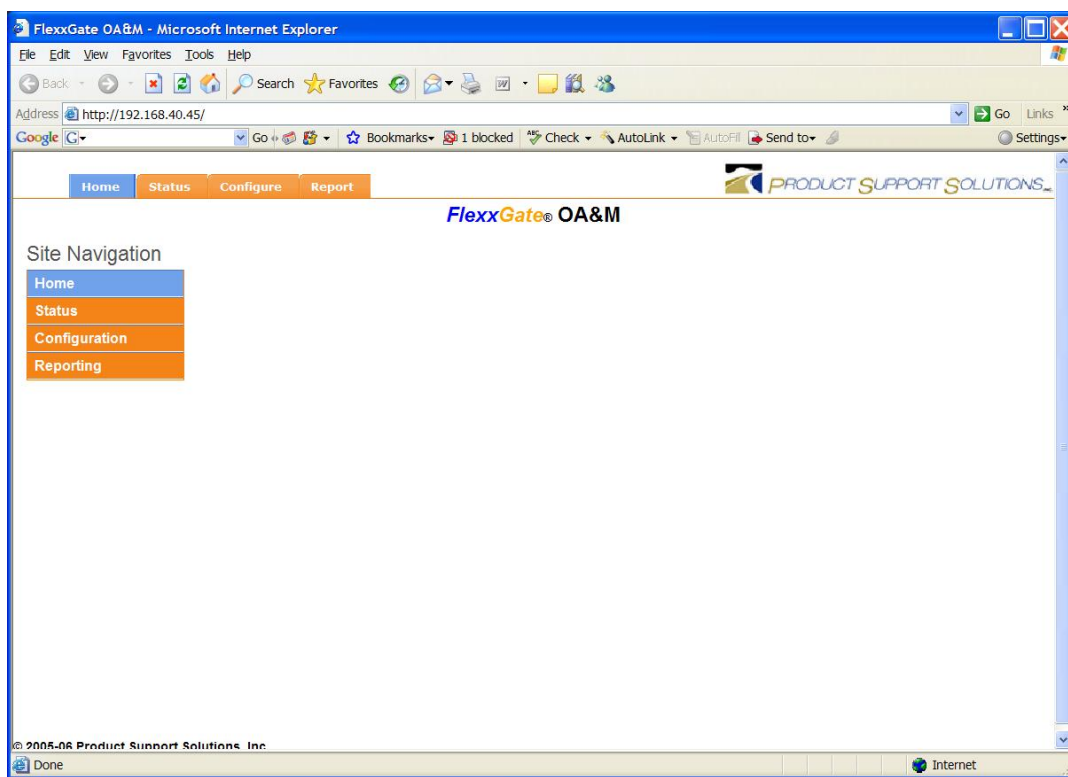 FlexxGate OA&M - Microsoft Internet Explorer
File Edit View Favorites Tools Help
Back Search Favorites
Address http://192.168.40.45/ Go Links »
Google G Go Bookmarks 1 blocked ABC Check AutoLink AutoFill Send to Settings
Home Status Configure Report
PRODUCT SUPPORT SOLUTIONS
FlexxGate® OA&M
Site Navigation
Home
Status
Configuration
Reporting
© 2005-06 Product Support Solutions, Inc
Done Internet